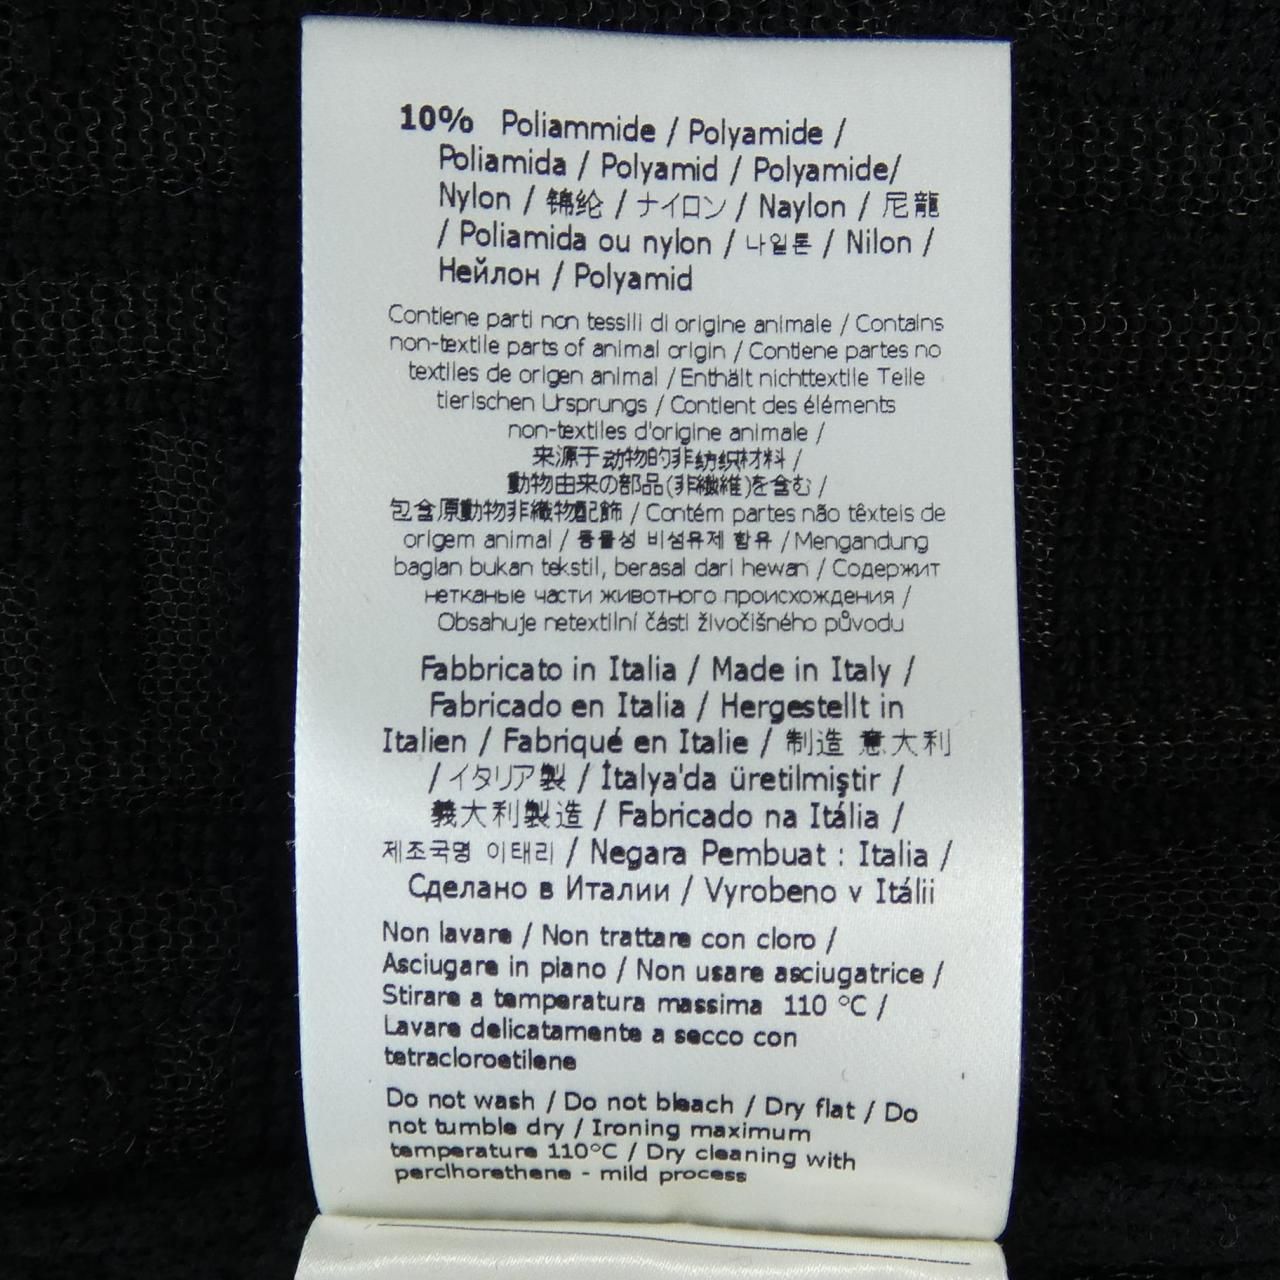 10% Poliammide / Polyamide /
Poliamida / Polyamid / Polyamide/
Nylon / 锦纶 / ナイロン / Naylon / 尼龍
/ Poliamida ou nylon / 나일론 / Nilon /
Нейлон / Polyamid
Contiene parti non tessili di origine animale / Contains
non-textile parts of animal origin / Contiene partes no
textiles de origen animal / Enthält nichttextile Teile
tierischen Ursprungs / Contient des éléments
non-textiles d'origine animale /
来源于动物的非纺织材料 /
動物由来の部品(非繊維)を含む /
包含原動物非織物配飾 / Contém partes não têxteis de
origem animal / 동물성 비섬유제 함유 / Mengandung
bagian bukan tekstil, berasal dari hewan / Содержит
нетканые части животного происхождения /
Obsahuje netextilní části živočišného původu
Fabbricato in Italia / Made in Italy /
Fabricado en Italia / Hergestellt in
Italien / Fabriqué en Italie / 制造 意大利
/ イタリア製 / İtalya'da üretilmiştir /
義大利製造 / Fabricado na Itália /
제조국명 이태리 / Negara Pembuat : Italia /
Сделано в Италии / Vyrobeno v Itálii
Non lavare / Non trattare con cloro /
Asciugare in piano / Non usare asciugatrice /
Stirare a temperatura massima 110 °C /
Lavare delicatamente a secco con
tetracloroetilene
Do not wash / Do not bleach / Dry flat / Do
not tumble dry / Ironing maximum
temperature 110°C / Dry cleaning with
perclhorethene - mild process